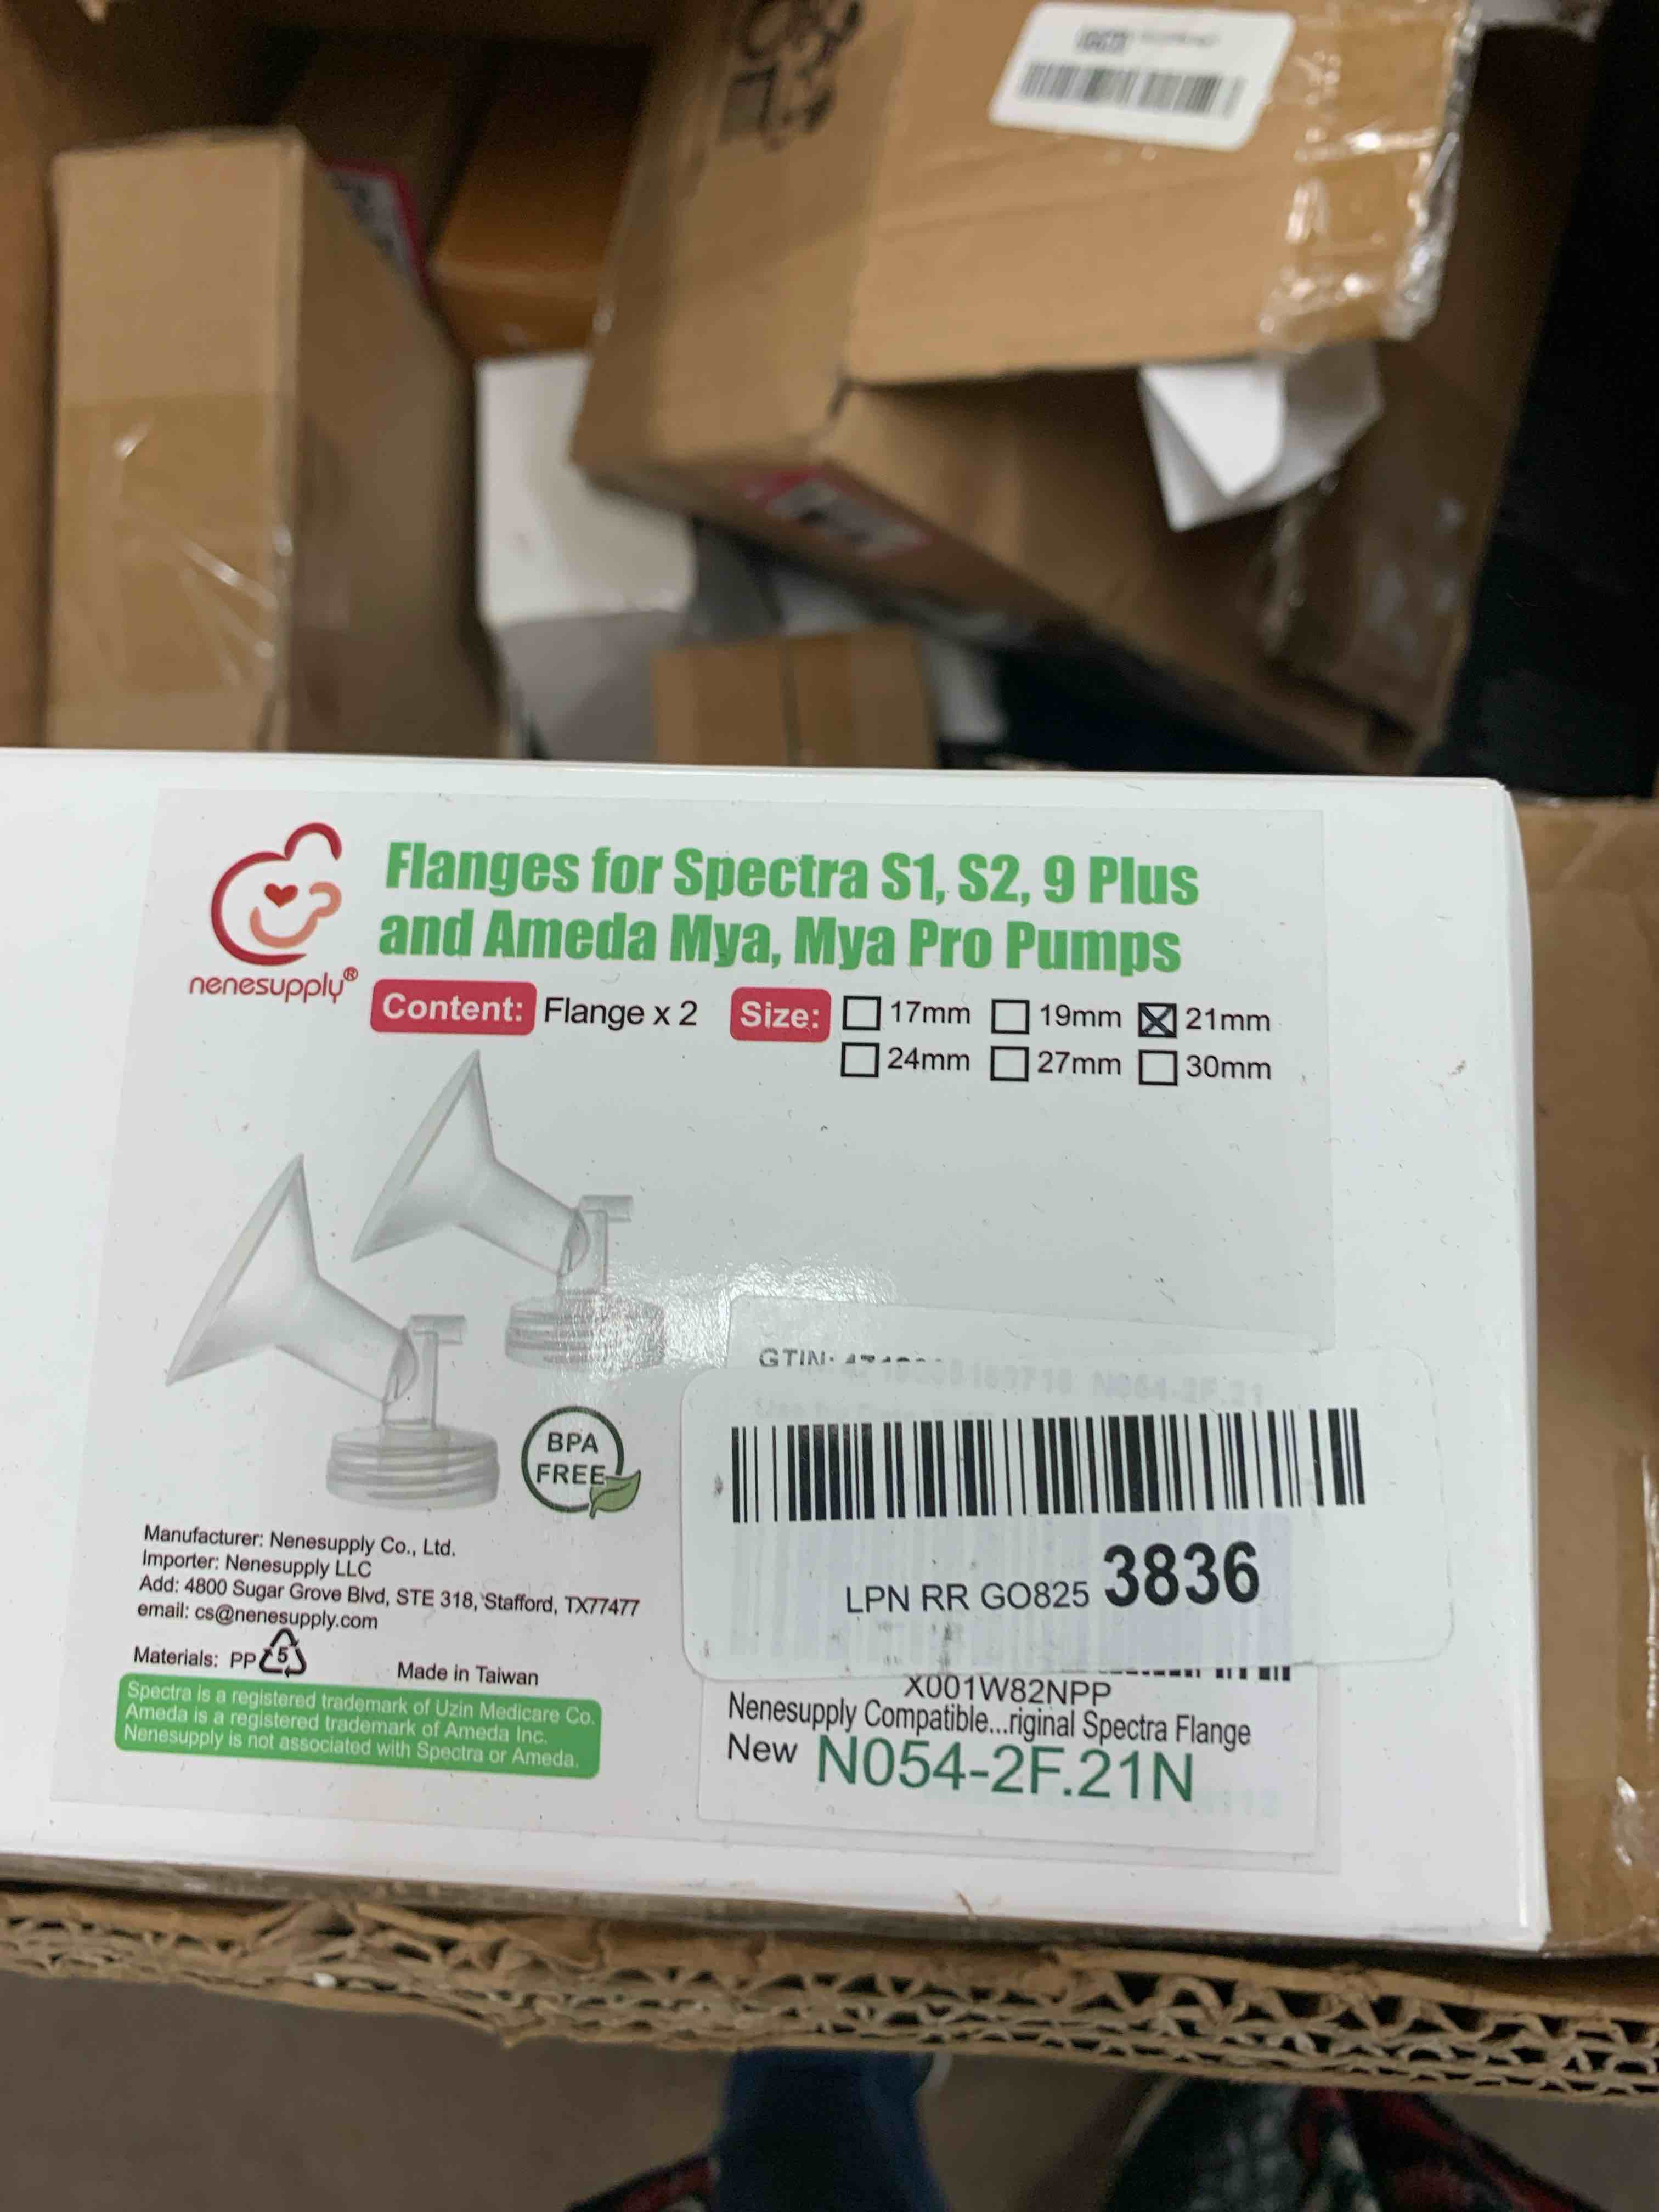 Flanges for Spectra S1, S2, 9 Plus
and Ameda Mya, Mya Pro Pumps
nenesupply®
Content: Flange x 2 Size: 17mm 19mm 21mm
24mm 27mm 30mm
GTIN:
BPA
FREE
LPN RR GO825 3836
Manufacturer: Nenesupply Co., Ltd.
Importer: Nenesupply LLC
Add: 4800 Sugar Grove Blvd, STE 318, Stafford, TX77477
email: cs@nenesupply.com
Materials: PP 5 Made in Taiwan
Spectra is a registered trademark of Uzin Medicare Co.
Ameda is a registered trademark of Ameda Inc.
Nenesupply is not associated with Spectra or Ameda.
X001W82NPP
Nenesupply Compatible...riginal Spectra Flange
New N054-2F.21N